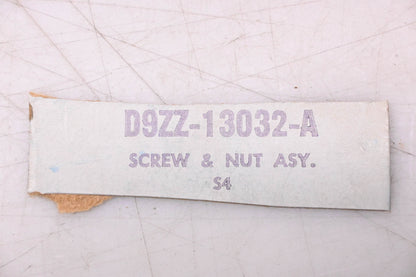 D9ZZ-13032-A
SCREW & NUT ASY.
S4